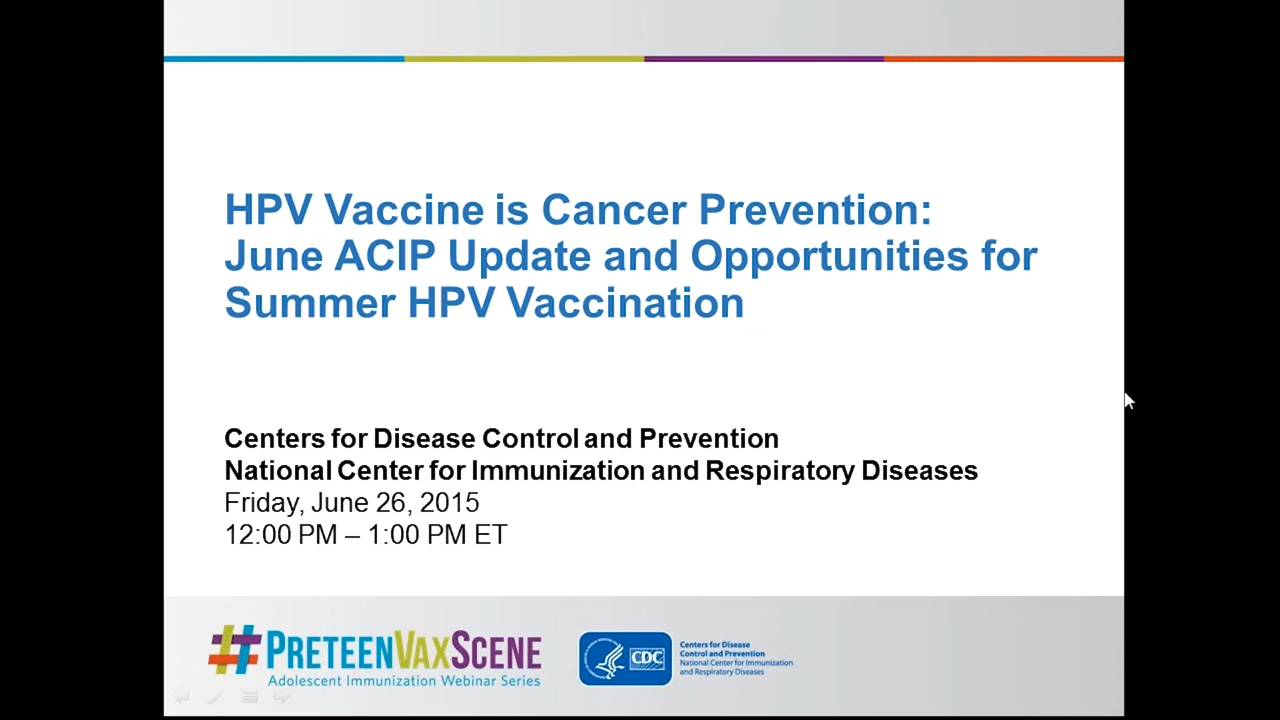 HPV Vaccine is Cancer Prevention:
June ACIP Update and Opportunities for
Summer HPV Vaccination
Centers for Disease Control and Prevention
National Center for Immunization and Respiratory Diseases
Friday, June 26, 2015
12:00 PM – 1:00 PM ET
#PRETEENVAXSCENE
Adolescent Immunization Webinar Series
CDC
Centers for Disease
Control and Prevention
National Center for Immunization
and Respiratory Diseases